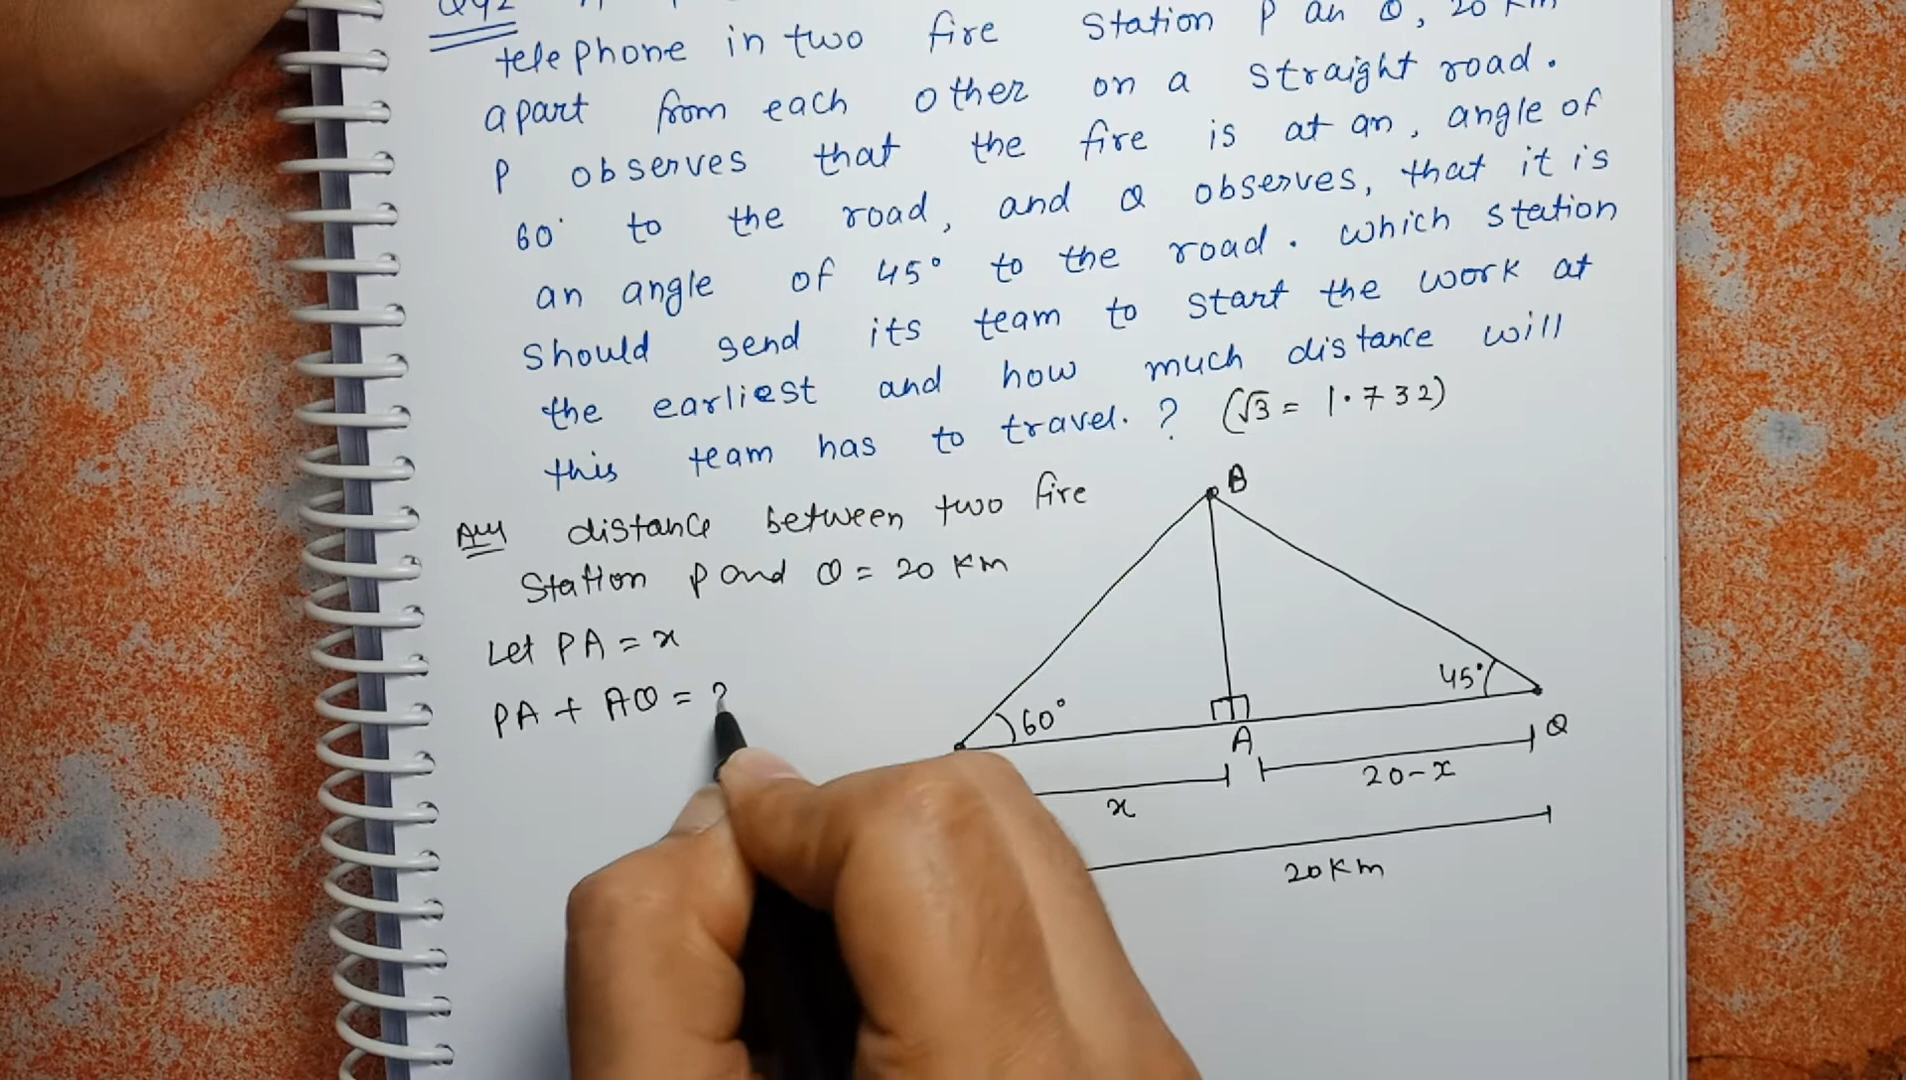 telephone in two fire station P an Q, 20 km
apart from each other on a straight road.
P observes that the fire is at an, angle of
60° to the road, and Q observes, that it is
an angle of 45° to the road. which station
should send its team to start the work at
the earliest and how much distance will
this team has to travel. ? (√3 = 1.732)
Ans distance between two fire
Station P and Q = 20 Km
Let PA = x
PA + AQ = 2
B
60°
45°
A
Q
x
20-x
20Km